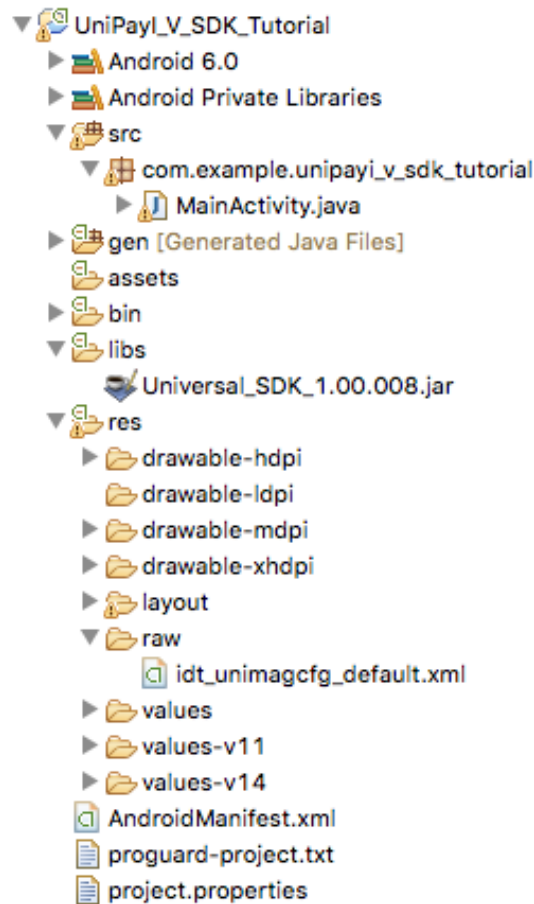 UniPayI_V_SDK_Tutorial
Android 6.0
Android Private Libraries
src
com.example.unipayi_v_sdk_tutorial
MainActivity.java
gen [Generated Java Files]
assets
bin
libs
Universal_SDK_1.00.008.jar
res
drawable-hdpi
drawable-ldpi
drawable-mdpi
drawable-xhdpi
layout
raw
idt_unimagcfg_default.xml
values
values-v11
values-v14
AndroidManifest.xml
proguard-project.txt
project.properties